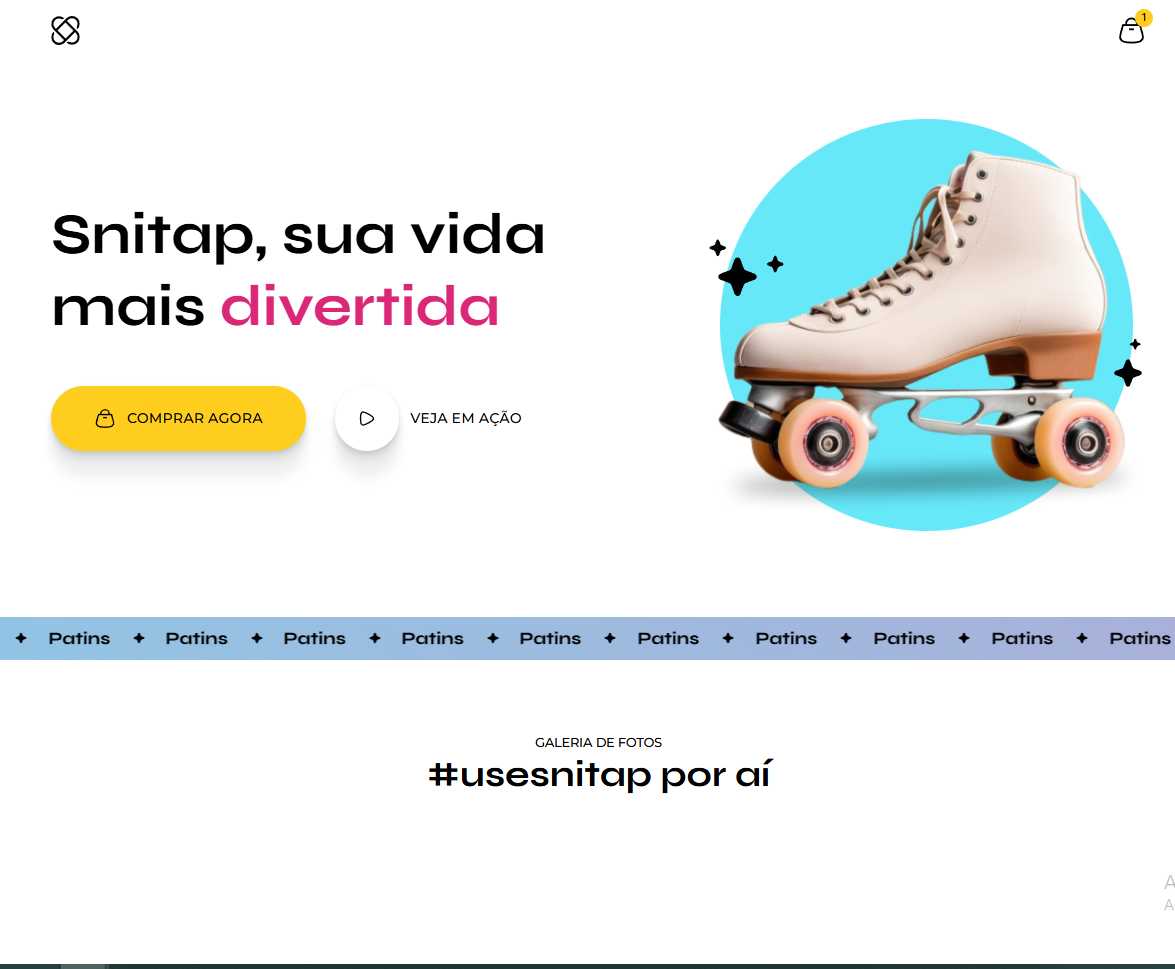 1
Snitap, sua vida
mais divertida
COMPRAR AGORA
VEJA EM AÇÃO
Patins Patins Patins Patins Patins Patins Patins Patins Patins Patins
GALERIA DE FOTOS
#usesnitap por aí
A
A